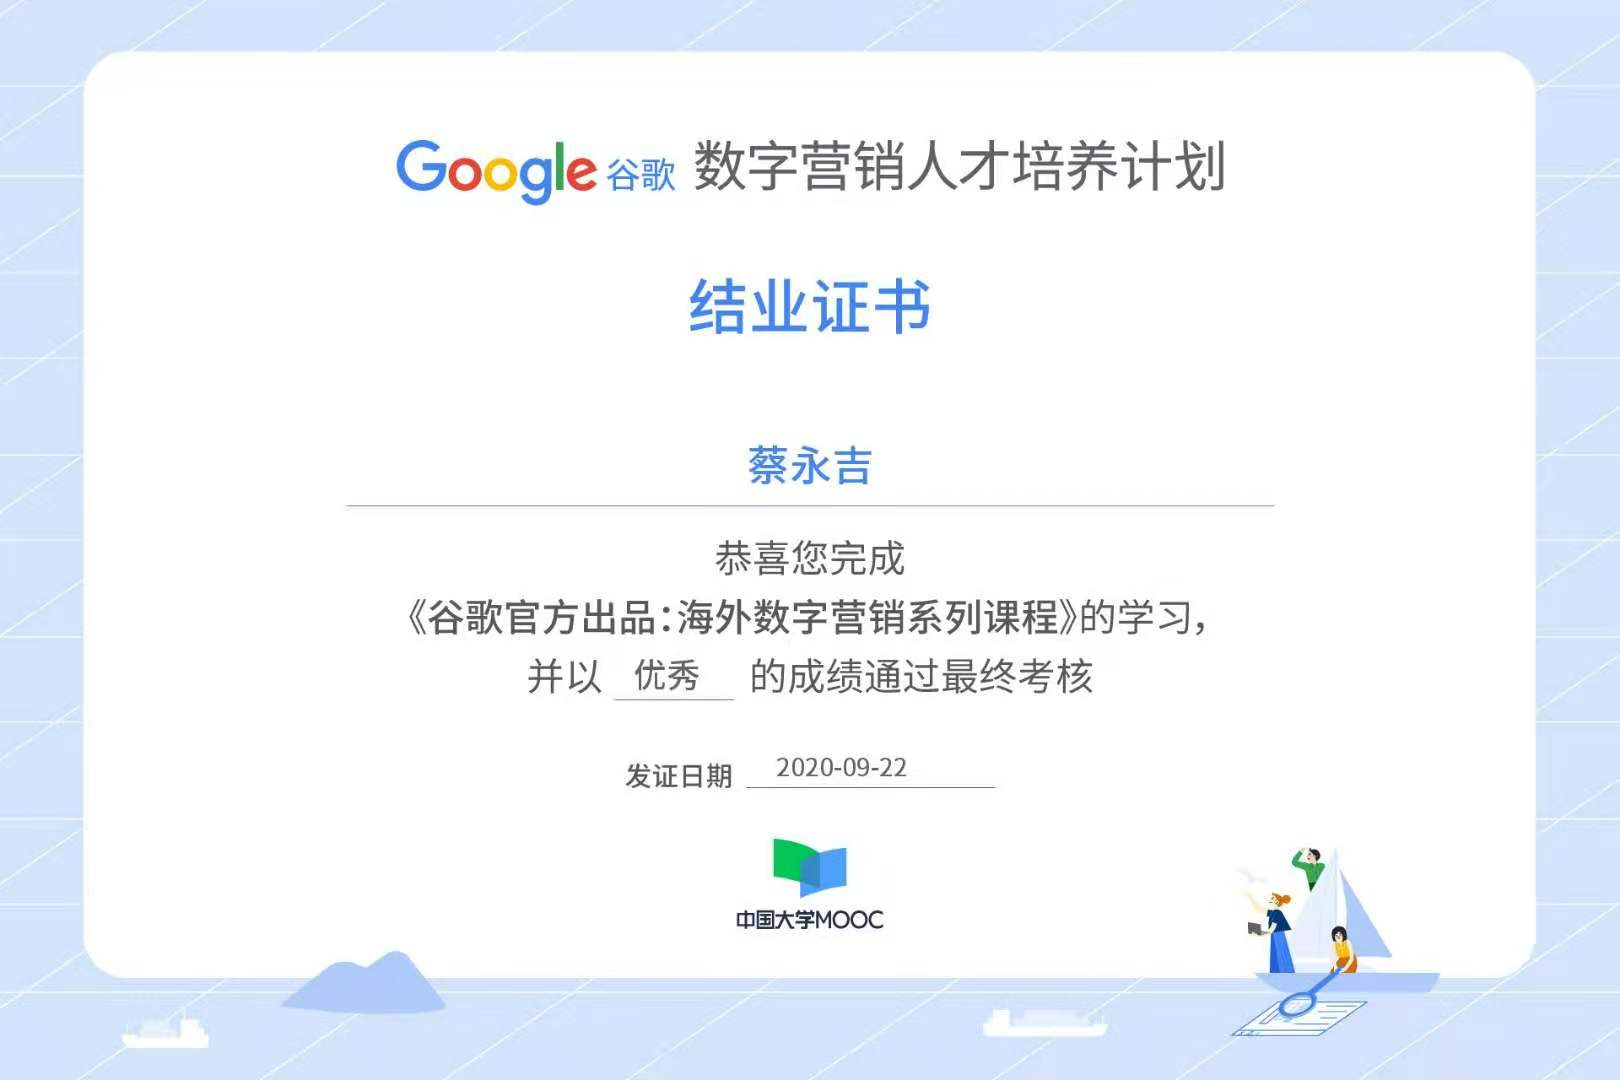 Google 谷歌 数字营销人才培养计划
结业证书
蔡永吉
恭喜您完成
《谷歌官方出品：海外数字营销系列课程》的学习，
并以 优秀 的成绩通过最终考核
发证日期 2020-09-22
中国大学MOOC